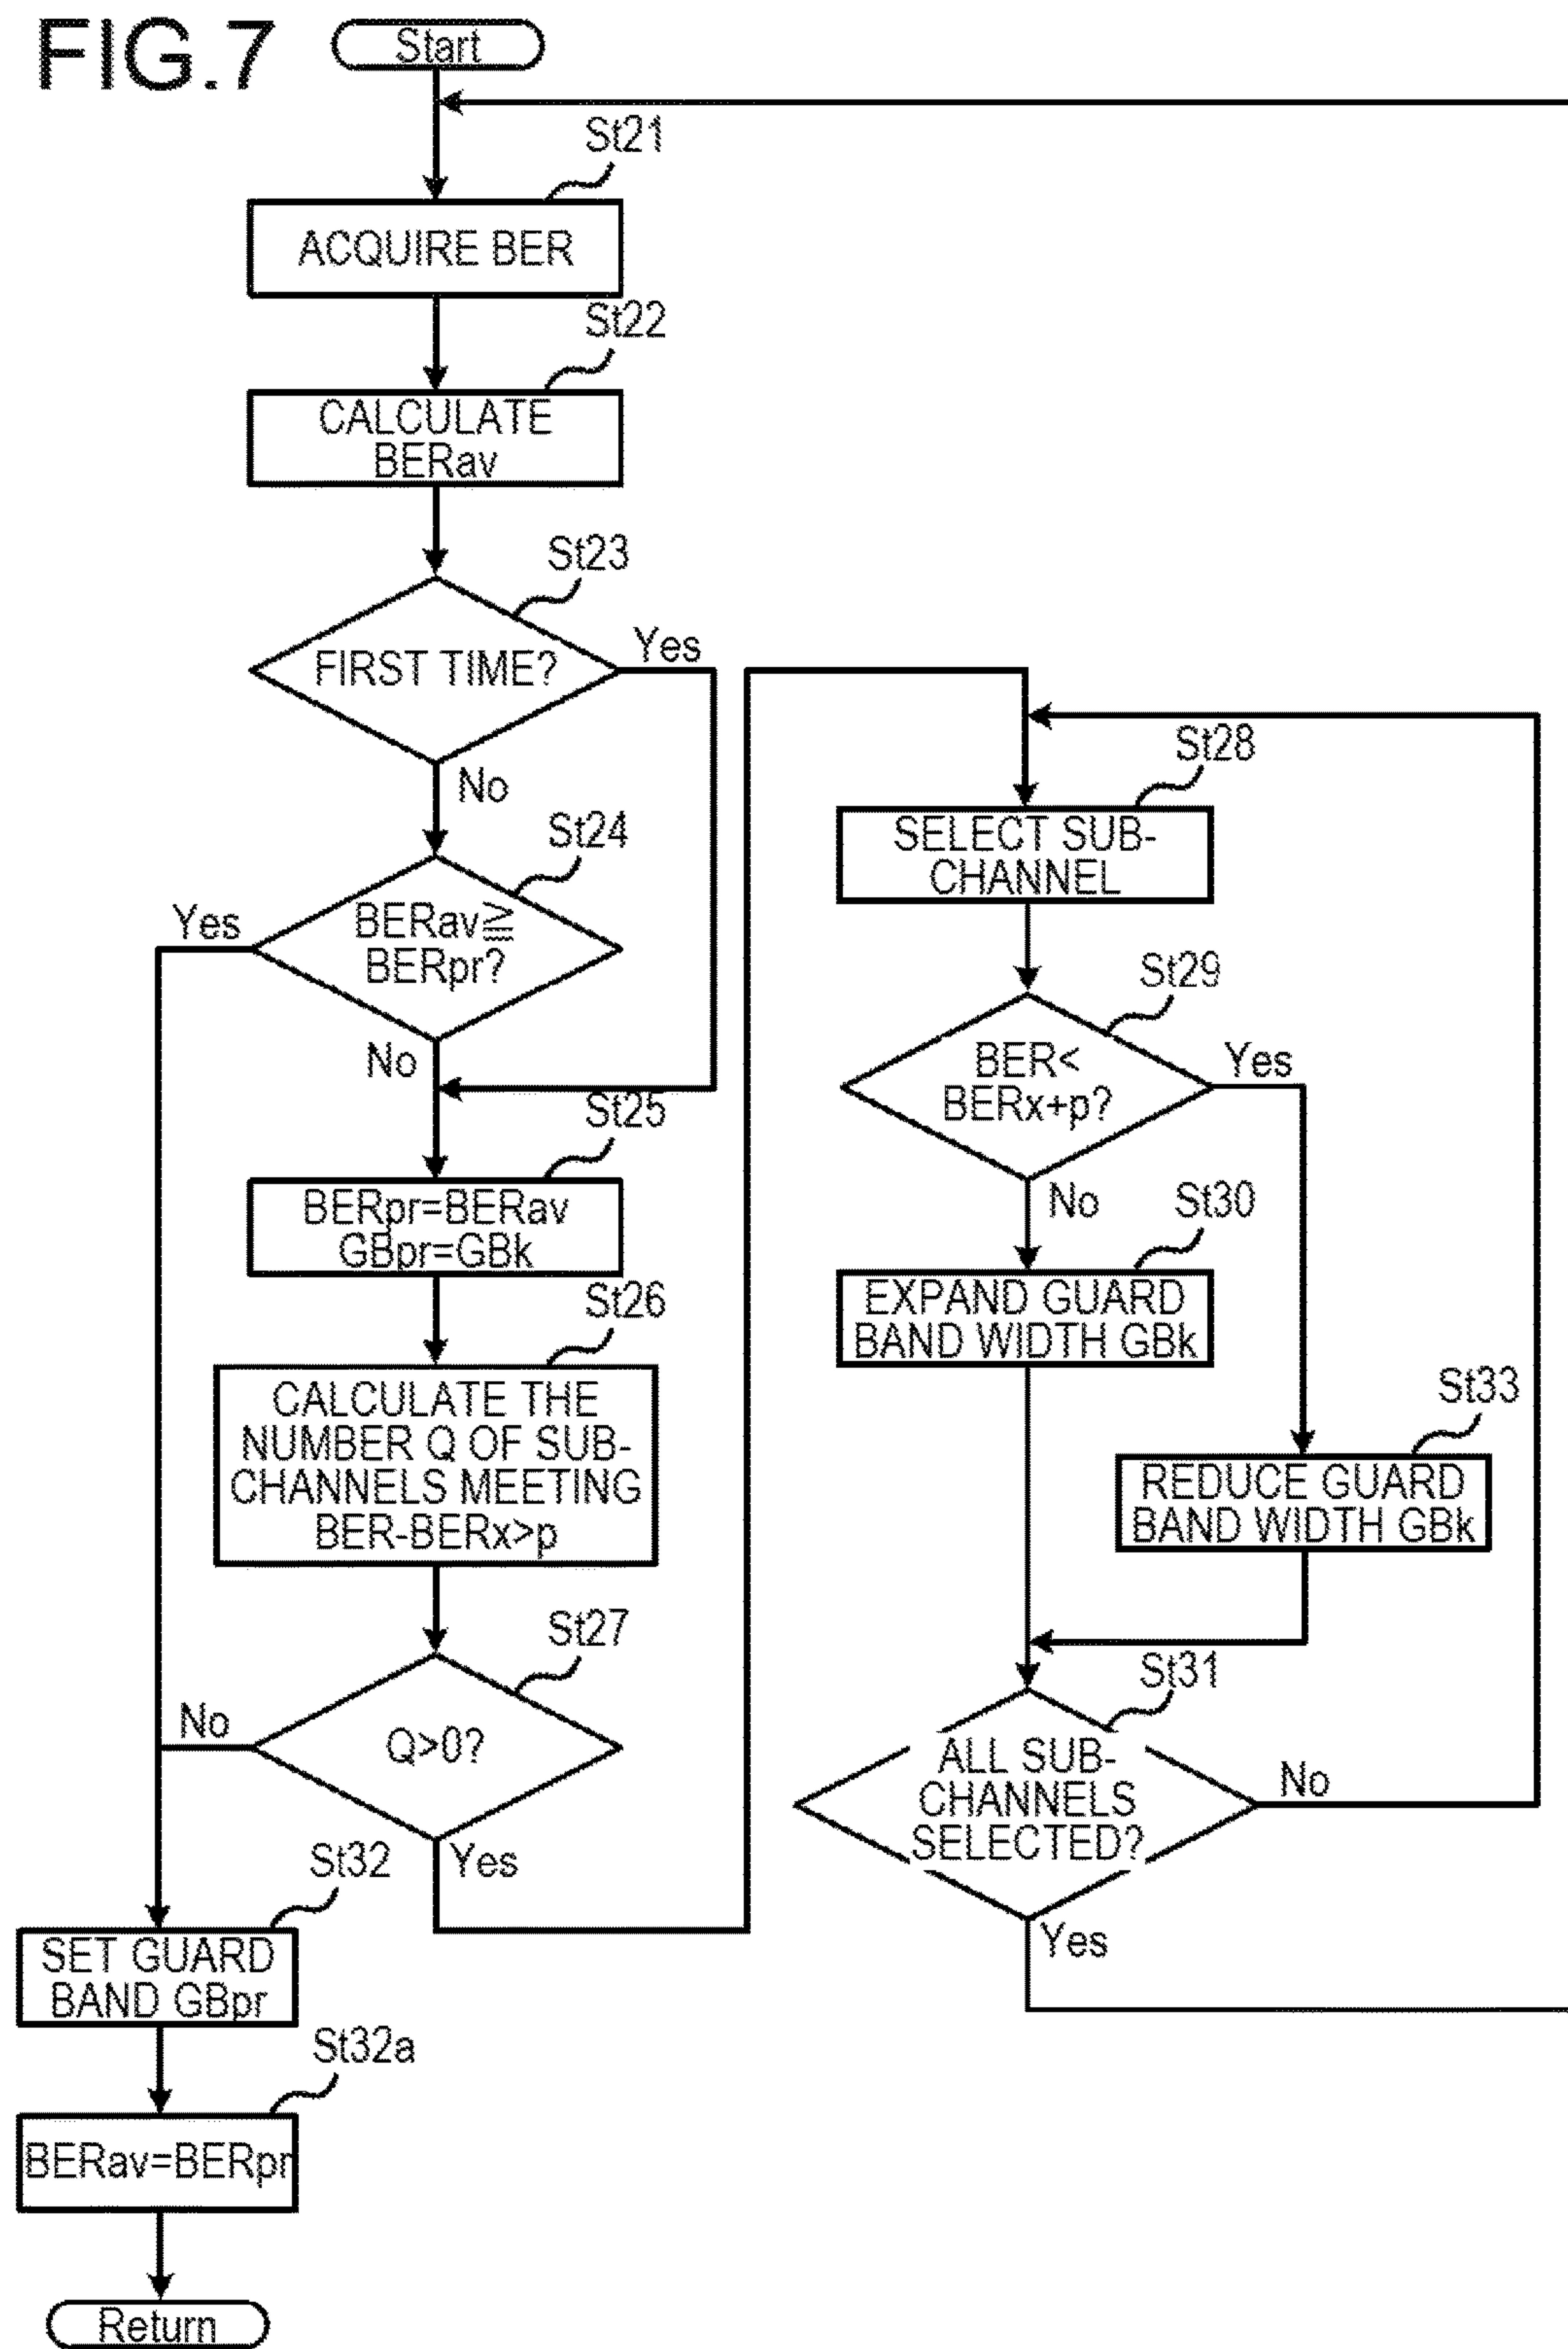 FIG.7
Start
St21
ACQUIRE BER
St22
CALCULATE
BERav
St23
FIRST TIME?
Yes
No
St24
BERav≧
BERpr?
Yes
No
St25
BERpr=BERav
GBpr=GBk
St26
CALCULATE THE
NUMBER Q OF SUB-
CHANNELS MEETING
BER-BERx>p
St27
Q>0?
No
Yes
St28
SELECT SUB-
CHANNEL
St29
BER<
BERx+p?
Yes
No
St30
EXPAND GUARD
BAND WIDTH GBk
St33
REDUCE GUARD
BAND WIDTH GBk
St31
ALL SUB-
CHANNELS
SELECTED?
No
Yes
St32
SET GUARD
BAND GBpr
St32a
BERav=BERpr
Return